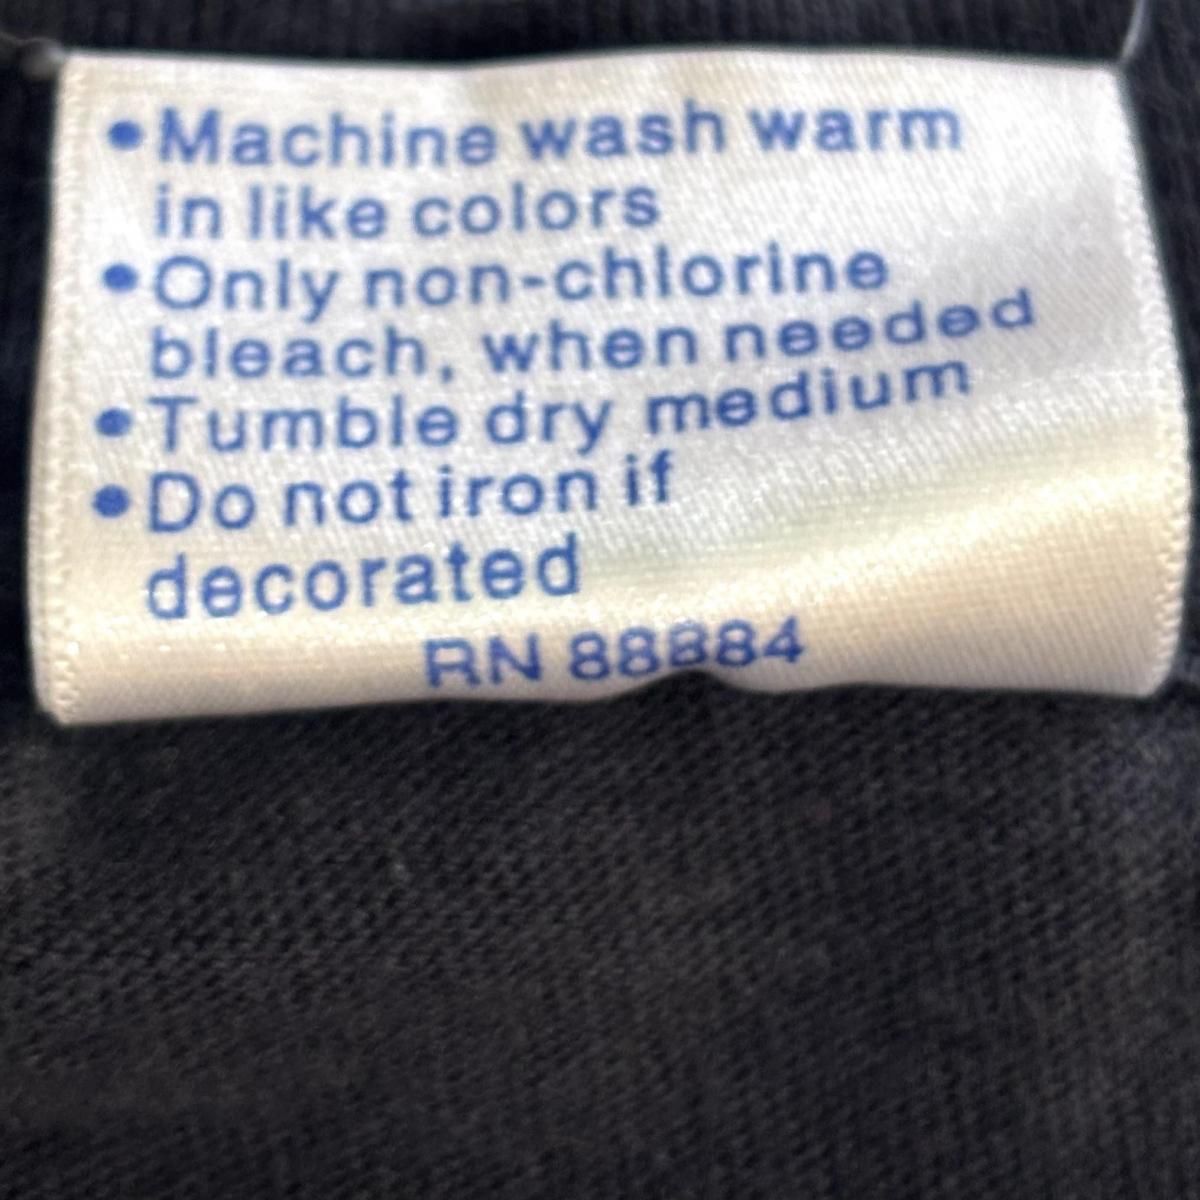 •Machine wash warm
in like colors
•Only non-chlorine
bleach, when needed
•Tumble dry medium
•Do not iron if
decorated
RN 88884